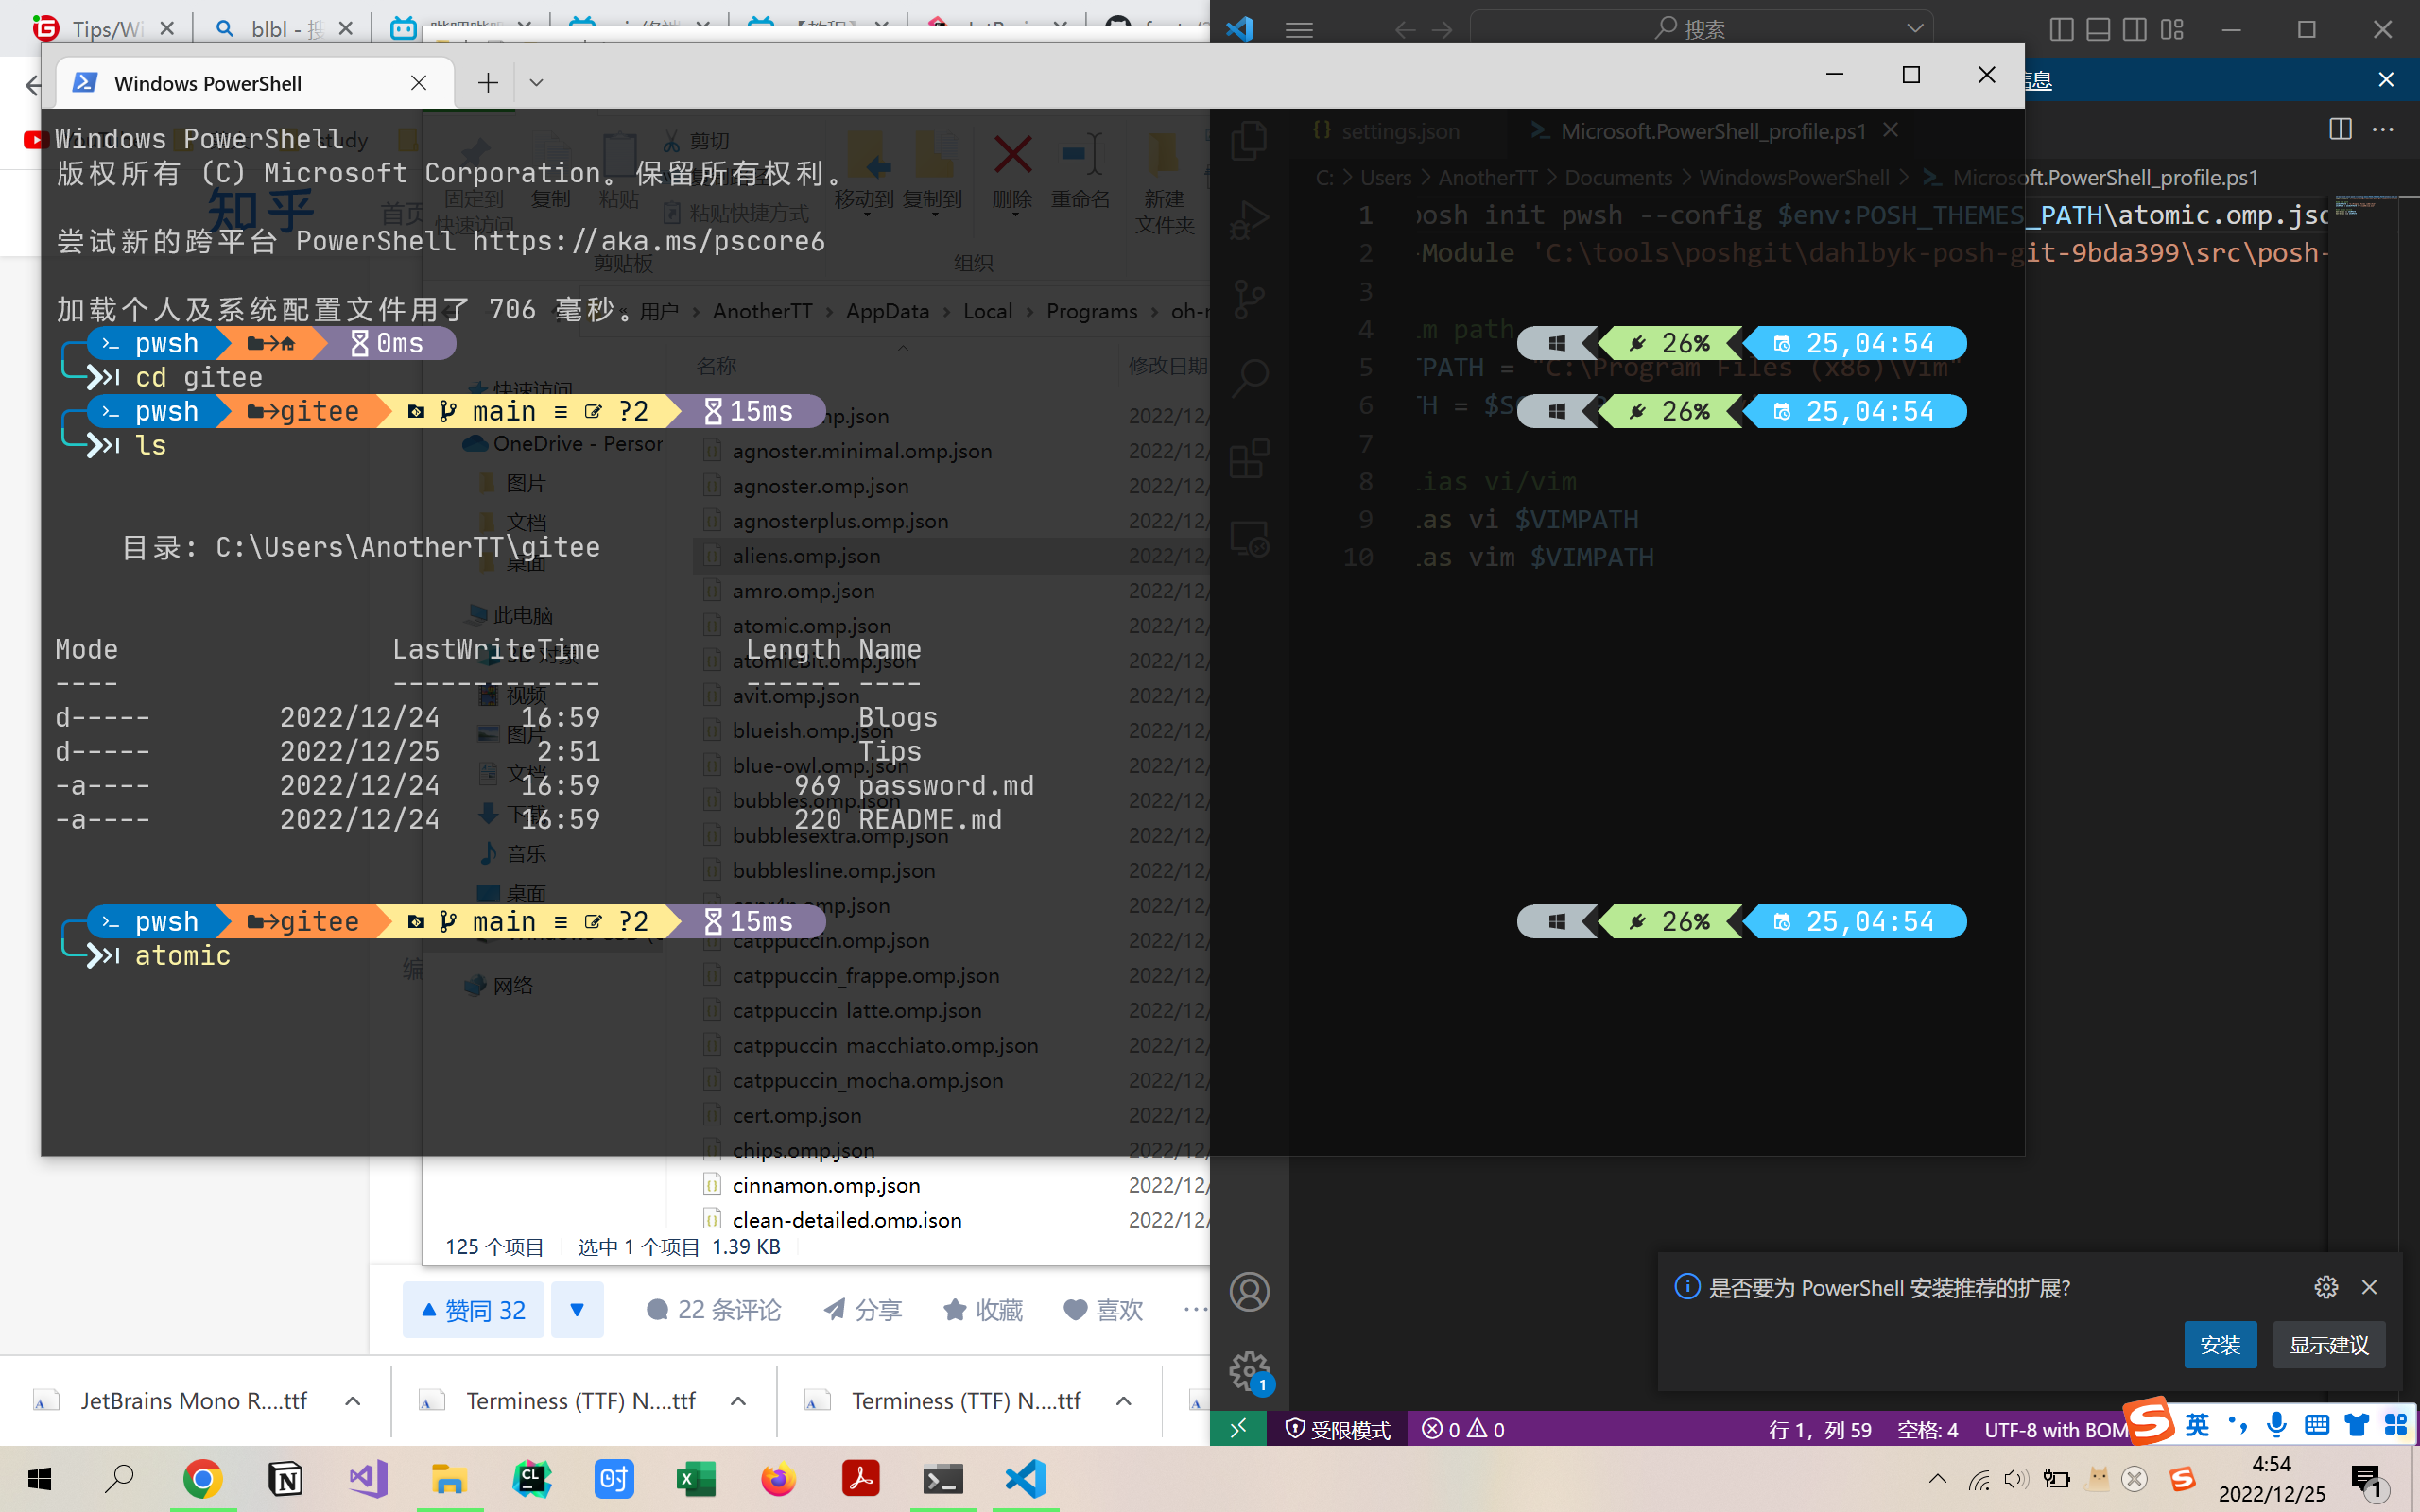 Tips/Wi
blbl - 搜
搜索
Windows PowerShell
信息
Windows PowerShell
版权所有 (C) Microsoft Corporation。保留所有权利。
尝试新的跨平台 PowerShell https://aka.ms/pscore6
加载个人及系统配置文件用了 706 毫秒。
pwsh 0ms 26% 25,04:54
cd gitee
pwsh gitee main ≡ ?2 15ms 26% 25,04:54
ls
目录: C:\Users\AnotherTT\gitee
Mode LastWriteTime Length Name
---- ------------- ------ ----
d----- 2022/12/24 16:59 Blogs
d----- 2022/12/25 2:51 Tips
-a---- 2022/12/24 16:59 969 password.md
-a---- 2022/12/24 16:59 220 README.md
pwsh gitee main ≡ ?2 15ms 26% 25,04:54
atomic
知乎
首页
剪切
固定到
快速访问
复制
粘贴
粘贴快捷方式
移动到
复制到
删除
重命名
新建
文件夹
剪贴板
组织
« 用户 › AnotherTT › AppData › Local › Programs › oh-m
名称
修改日期
快速访问
OneDrive - Person
图片
文档
桌面
此电脑
3D 对象
视频
图片
文档
下载
音乐
桌面
网络
agnoster.minimal.omp.json
agnoster.omp.json
agnosterplus.omp.json
aliens.omp.json
amro.omp.json
atomic.omp.json
atomicBit.omp.json
avit.omp.json
blueish.omp.json
blue-owl.omp.json
bubbles.omp.json
bubblesextra.omp.json
bubblesline.omp.json
capr4n.omp.json
catppuccin.omp.json
catppuccin_frappe.omp.json
catppuccin_latte.omp.json
catppuccin_macchiato.omp.json
catppuccin_mocha.omp.json
cert.omp.json
chips.omp.json
cinnamon.omp.json 2022/12/
clean-detailed.omp.json 2022/12/
125 个项目 选中 1 个项目 1.39 KB
赞同 32 22 条评论 分享 收藏 喜欢 ···
JetBrains Mono R....ttf
Terminess (TTF) N....ttf
Terminess (TTF) N....ttf
settings.json
Microsoft.PowerShell_profile.ps1
C: > Users > AnotherTT > Documents > WindowsPowerShell > Microsoft.PowerShell_profile.ps1
1 posh init pwsh --config $env:POSH_THEMES_PATH\atomic.omp.jso
2 -Module 'C:\tools\poshgit\dahlbyk-posh-git-9bda399\src\posh-
3
4 im path
5 TPATH = "C:\Program Files (x86)\Vim"
6 TH = $S
7
8 ias vi/vim
9 as vi $VIMPATH
10 as vim $VIMPATH
是否要为 PowerShell 安装推荐的扩展?
安装
显示建议
1
受限模式 0 0 行 1，列 59 空格: 4 UTF-8 with BOM
英
4:54
2022/12/25
1